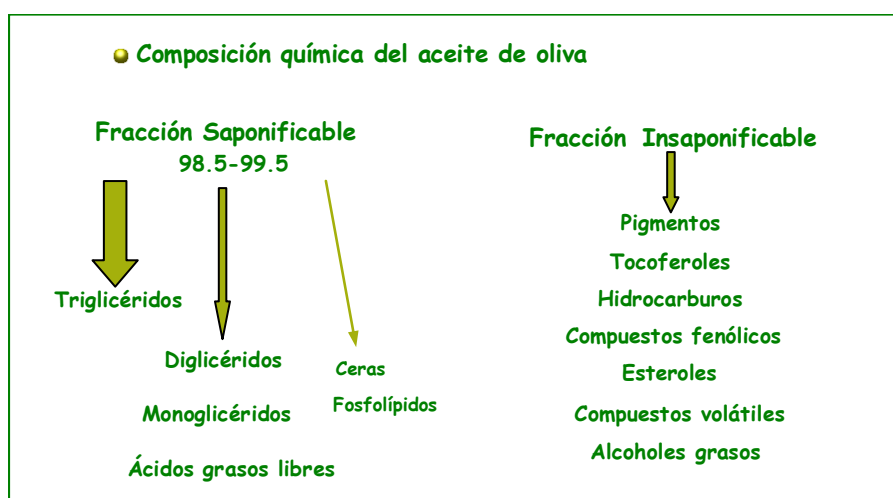 Composición química del aceite de oliva
Fracción Saponificable
98.5-99.5
Triglicéridos
Diglicéridos
Monoglicéridos
Ácidos grasos libres
Ceras
Fosfolípidos
Fracción Insaponificable
Pigmentos
Tocoferoles
Hidrocarburos
Compuestos fenólicos
Esteroles
Compuestos volátiles
Alcoholes grasos